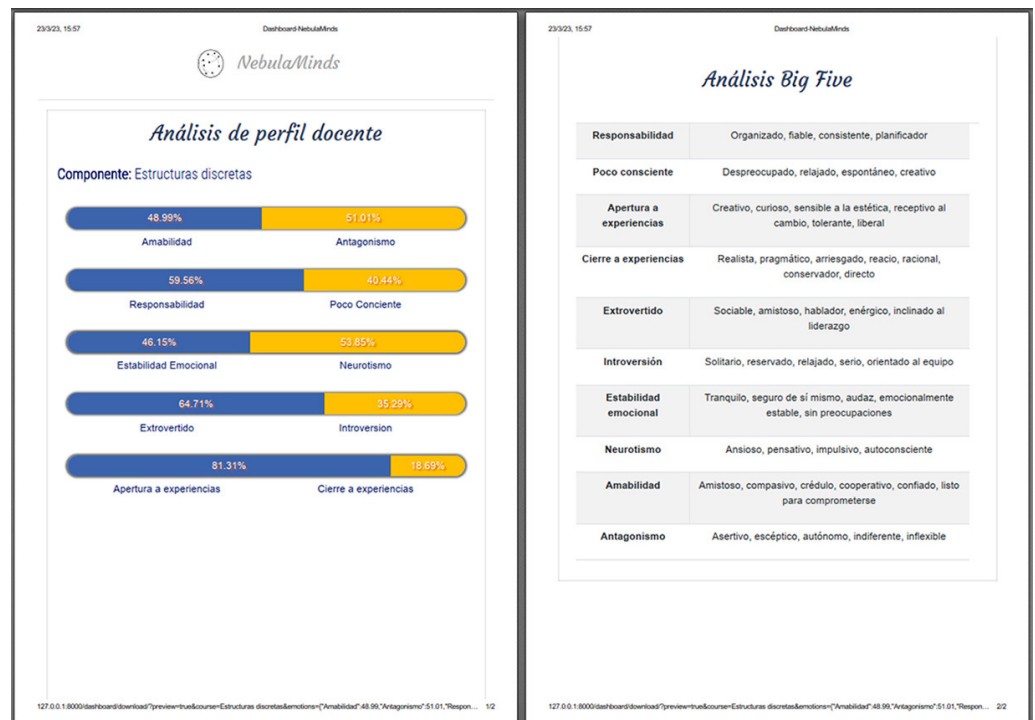 23/3/23, 15:57 Dashboard-NebulaMinds
NebulaMinds
Análisis de perfil docente
Componente: Estructuras discretas
48.99% 51.01%
Amabilidad Antagonismo
59.56% 40.44%
Responsabilidad Poco Conciente
46.15% 53.85%
Estabilidad Emocional Neurotismo
64.71% 35.29%
Extrovertido Introversion
81.31% 18.69%
Apertura a experiencias Cierre a experiencias
127.0.0.1:8000/dashboard/download/?preview=true&course=Estructuras discretas&emotions={"Amabilidad":48.99,"Antagonismo":51.01,"Respon... 1/2
23/3/23, 15:57 Dashboard-NebulaMinds
Análisis Big Five
Responsabilidad Organizado, fiable, consistente, planificador
Poco consciente Despreocupado, relajado, espontáneo, creativo
Apertura a
experiencias
Creativo, curioso, sensible a la estética, receptivo al
cambio, tolerante, liberal
Cierre a experiencias
Realista, pragmático, arriesgado, reacio, racional,
conservador, directo
Extrovertido
Sociable, amistoso, hablador, enérgico, inclinado al
liderazgo
Introversión Solitario, reservado, relajado, serio, orientado al equipo
Estabilidad
emocional
Tranquilo, seguro de sí mismo, audaz, emocionalmente
estable, sin preocupaciones
Neurotismo Ansioso, pensativo, impulsivo, autoconsciente
Amabilidad
Amistoso, compasivo, crédulo, cooperativo, confiado, listo
para comprometerse
Antagonismo Asertivo, escéptico, autónomo, indiferente, inflexible
127.0.0.1:8000/dashboard/download/?preview=true&course=Estructuras discretas&emotions={"Amabilidad":48.99,"Antagonismo":51.01,"Respon... 2/2